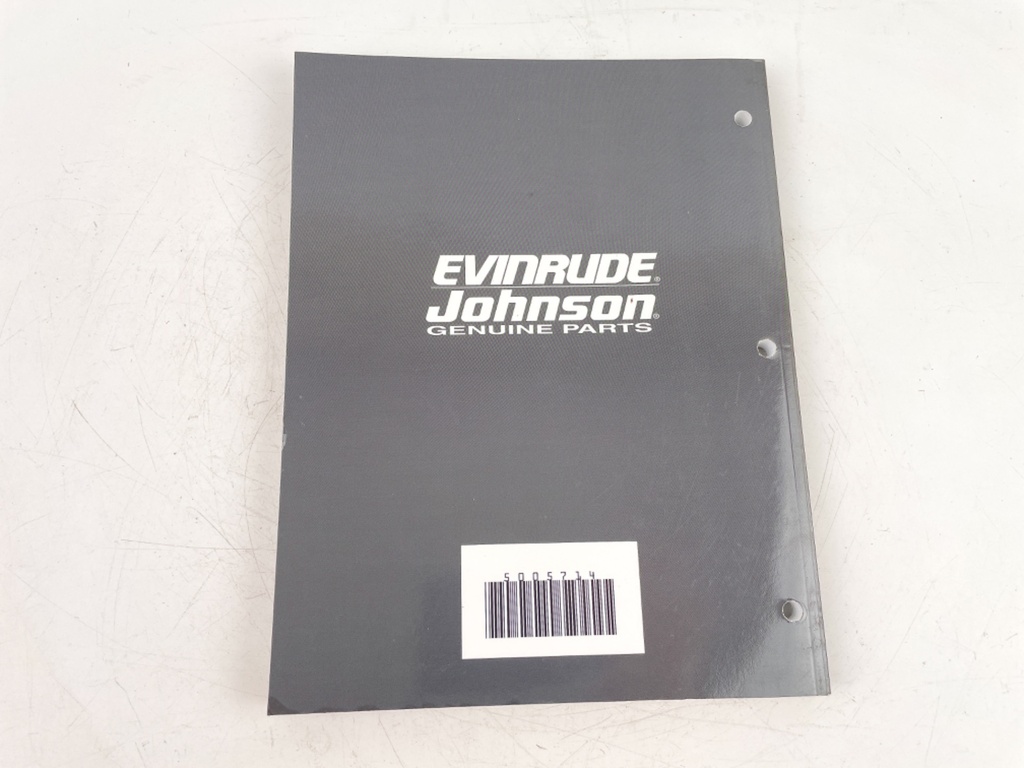 EVINRUDE®
Johnson®
GENUINE PARTS
5005714